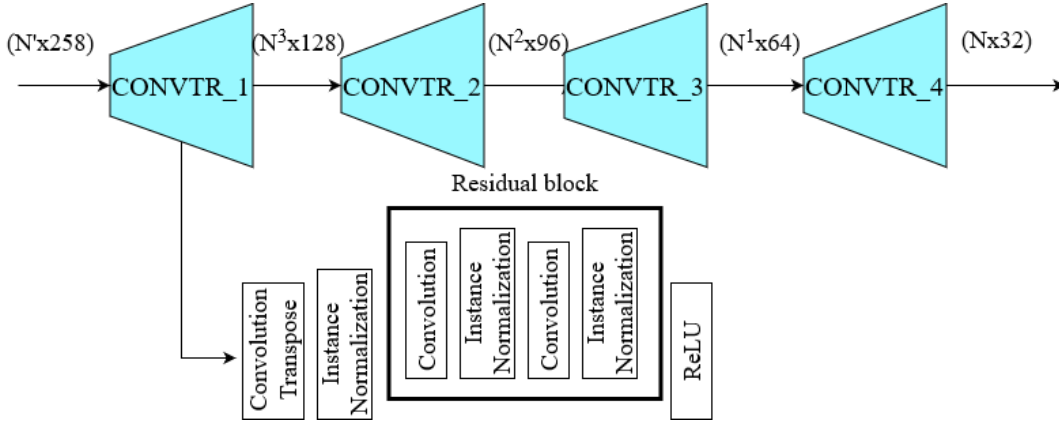 (N'x258)
(N³x128)
(N²x96)
(N¹x64)
(Nx32)
CONVTR_1
CONVTR_2
CONVTR_3
CONVTR_4
Residual block
Convolution
Transpose
Instance
Normalization
Convolution
Instance
Normalization
Convolution
Instance
Normalization
ReLU